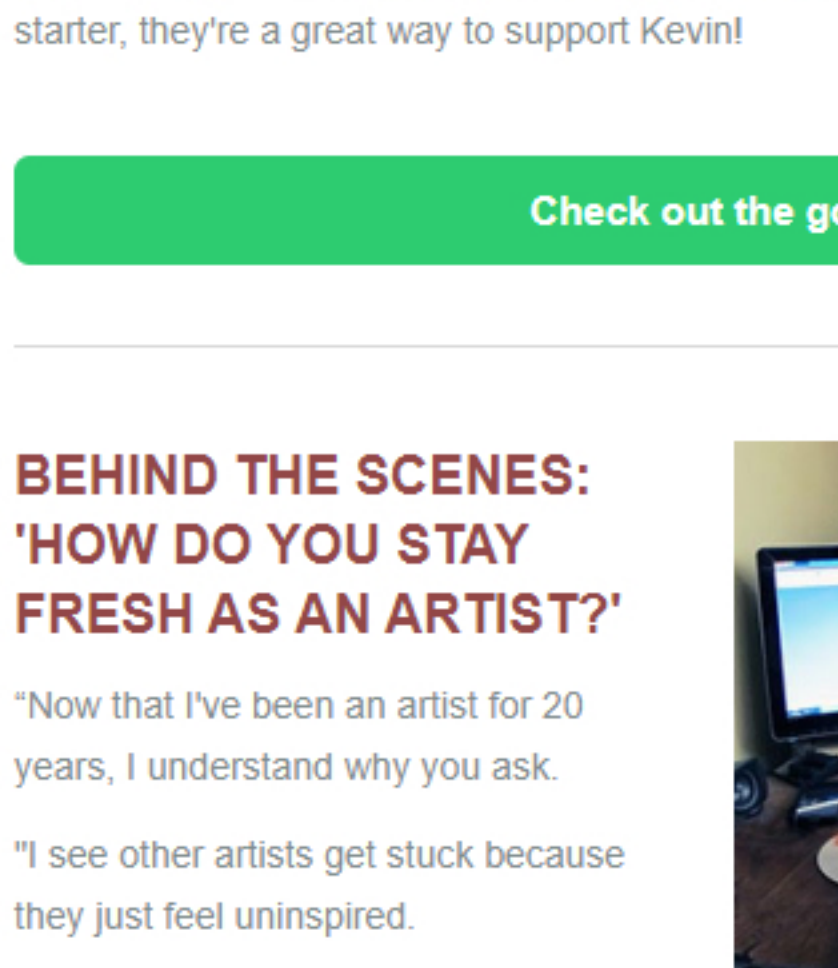 starter, they're a great way to support Kevin!
Check out the
BEHIND THE SCENES:
'HOW DO YOU STAY
FRESH AS AN ARTIST?'
“Now that I've been an artist for 20
years, I understand why you ask.
"I see other artists get stuck because
they just feel uninspired.